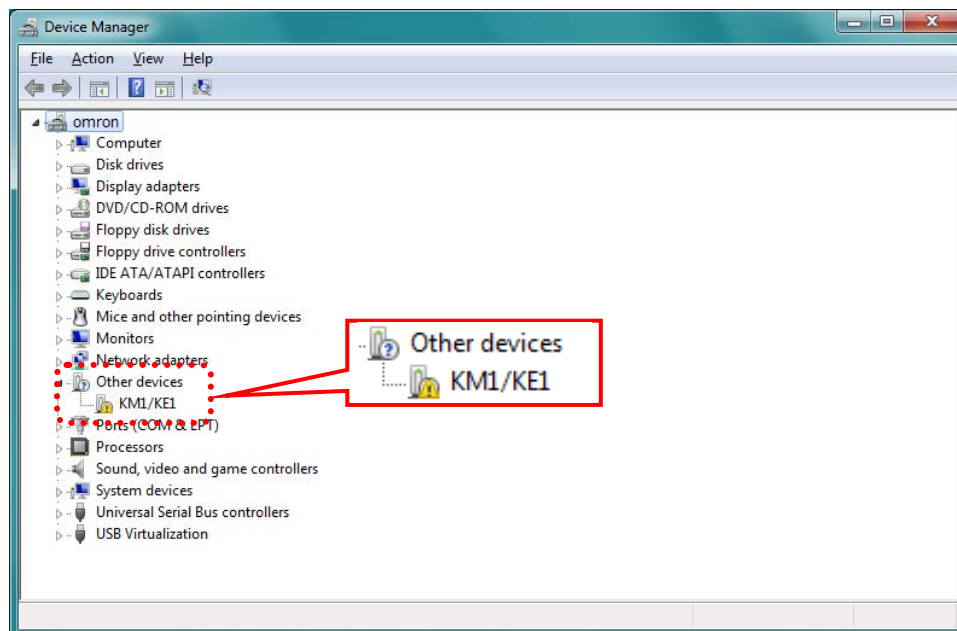 Device Manager
File Action View Help
omron
Computer
Disk drives
Display adapters
DVD/CD-ROM drives
Floppy disk drives
Floppy drive controllers
IDE ATA/ATAPI controllers
Keyboards
Mice and other pointing devices
Monitors
Network adapters
Other devices
KM1/KE1
Ports (COM & LPT)
Processors
Sound, video and game controllers
System devices
Universal Serial Bus controllers
USB Virtualization
Other devices
KM1/KE1